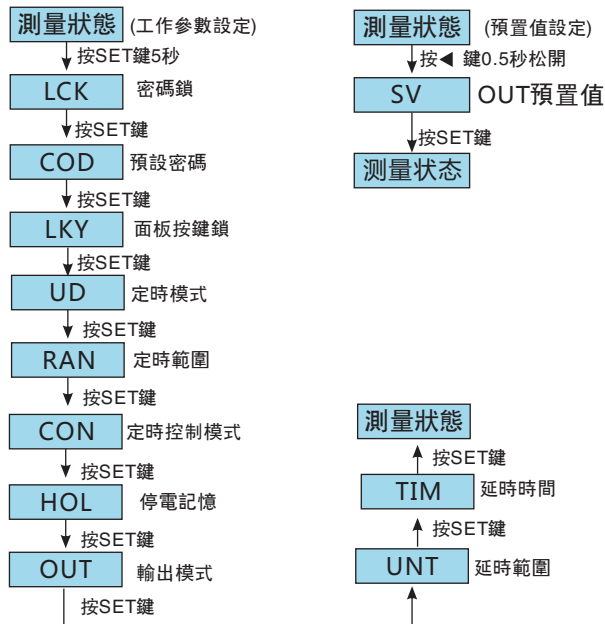 測量狀態 (工作參數設定)
按SET鍵5秒
LCK 密碼鎖
按SET鍵
COD 預設密碼
按SET鍵
LKY 面板按鍵鎖
按SET鍵
UD 定時模式
按SET鍵
RAN 定時範圍
按SET鍵
CON 定時控制模式
按SET鍵
HOL 停電記憶
按SET鍵
OUT 輸出模式
按SET鍵
測量狀態 (預置值設定)
按◀ 鍵0.5秒松開
SV OUT預置值
按SET鍵
测量状态
測量狀態
按SET鍵
TIM 延時時間
按SET鍵
UNT 延時範圍